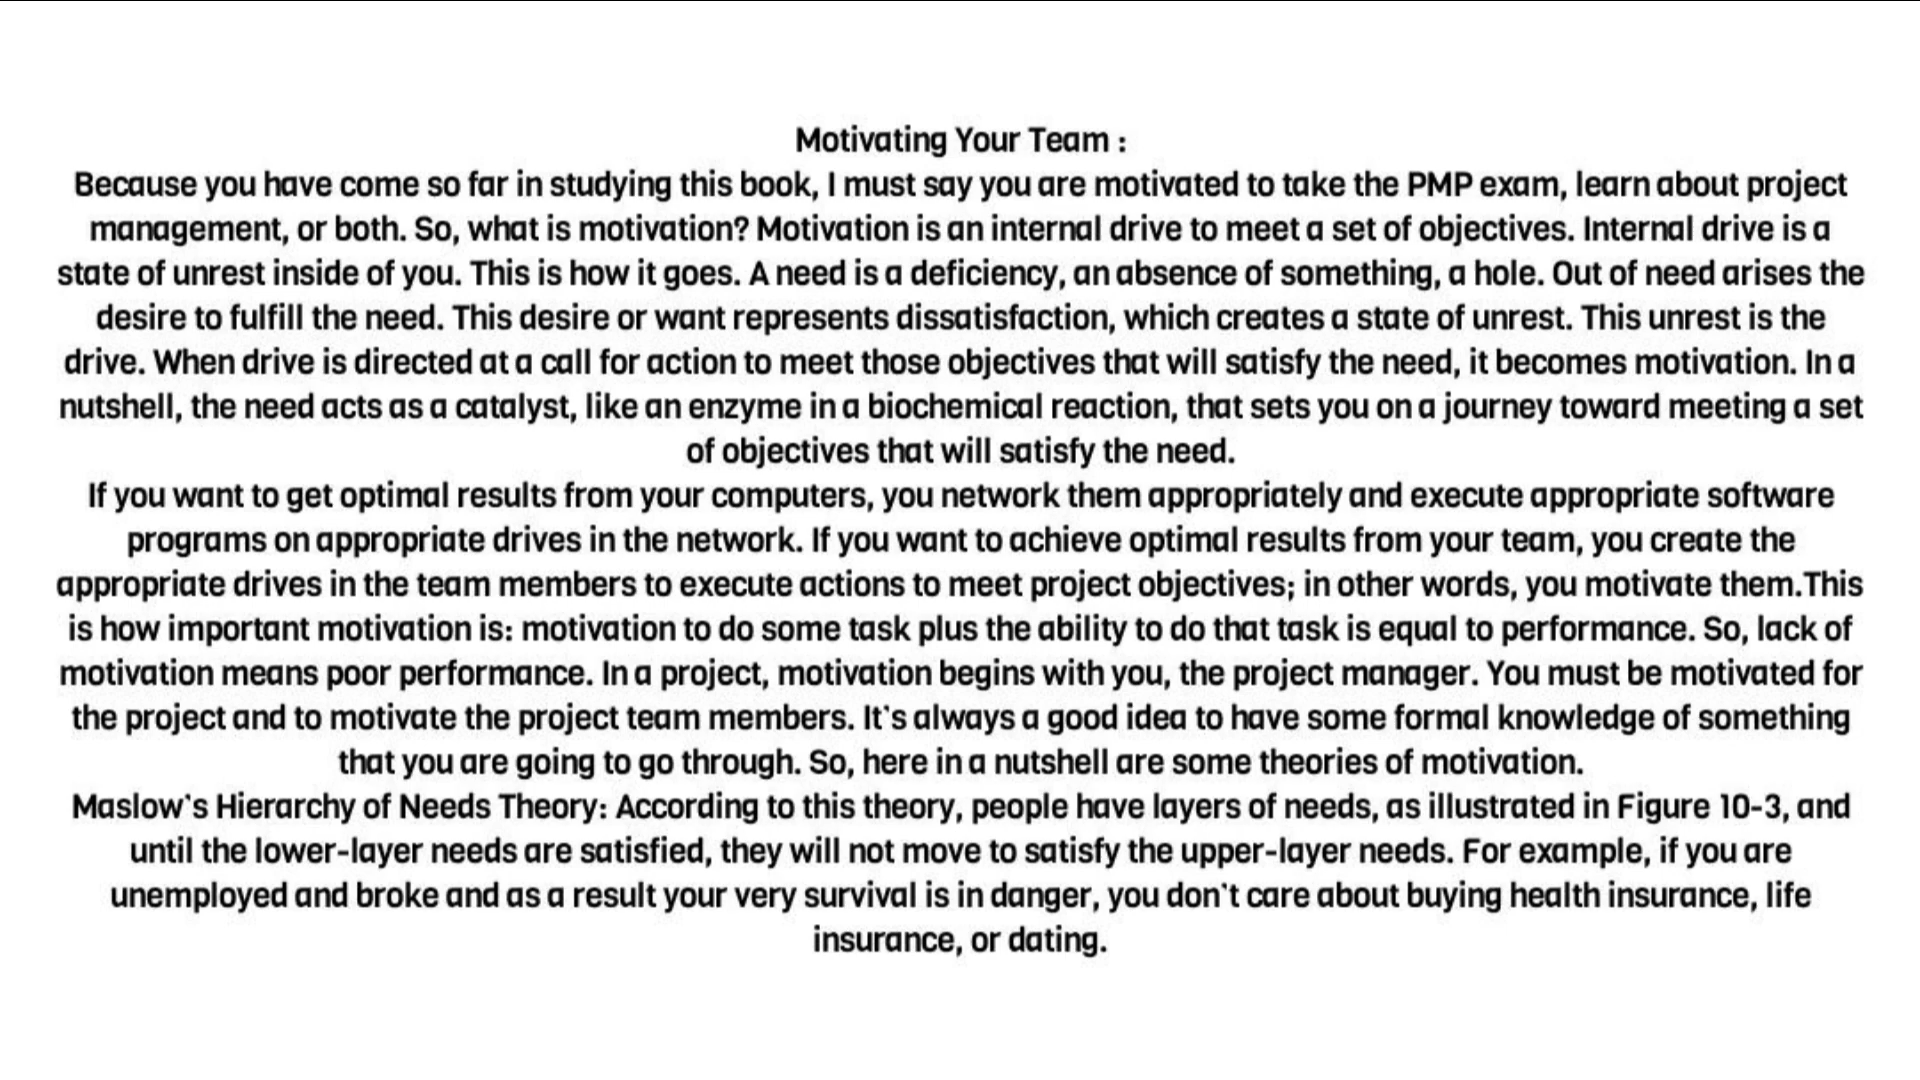 Motivating Your Team :
Because you have come so far in studying this book, I must say you are motivated to take the PMP exam, learn about project
management, or both. So, what is motivation? Motivation is an internal drive to meet a set of objectives. Internal drive is a
state of unrest inside of you. This is how it goes. A need is a deficiency, an absence of something, a hole. Out of need arises the
desire to fulfill the need. This desire or want represents dissatisfaction, which creates a state of unrest. This unrest is the
drive. When drive is directed at a call for action to meet those objectives that will satisfy the need, it becomes motivation. In a
nutshell, the need acts as a catalyst, like an enzyme in a biochemical reaction, that sets you on a journey toward meeting a set
of objectives that will satisfy the need.
If you want to get optimal results from your computers, you network them appropriately and execute appropriate software
programs on appropriate drives in the network. If you want to achieve optimal results from your team, you create the
appropriate drives in the team members to execute actions to meet project objectives; in other words, you motivate them.This
is how important motivation is: motivation to do some task plus the ability to do that task is equal to performance. So, lack of
motivation means poor performance. In a project, motivation begins with you, the project manager. You must be motivated for
the project and to motivate the project team members. It's always a good idea to have some formal knowledge of something
that you are going to go through. So, here in a nutshell are some theories of motivation.
Maslow's Hierarchy of Needs Theory: According to this theory, people have layers of needs, as illustrated in Figure 10-3, and
until the lower-layer needs are satisfied, they will not move to satisfy the upper-layer needs. For example, if you are
unemployed and broke and as a result your very survival is in danger, you don't care about buying health insurance, life
insurance, or dating.